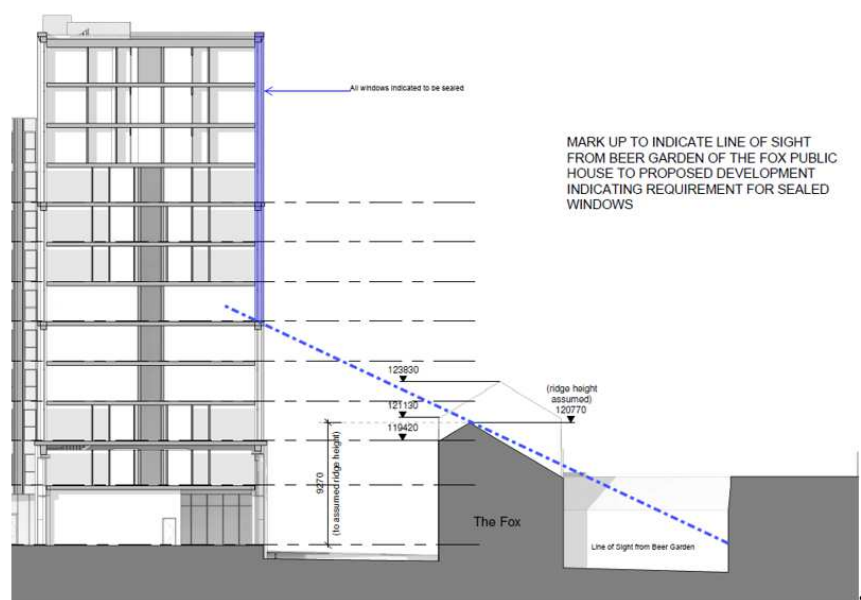 All windows indicated to be sealed
MARK UP TO INDICATE LINE OF SIGHT
FROM BEER GARDEN OF THE FOX PUBLIC
HOUSE TO PROPOSED DEVELOPMENT
INDICATING REQUIREMENT FOR SEALED
WINDOWS
123830
(ridge height
assumed)
121130
120770
119420
9270
(to assumed ridge height)
The Fox
Line of Sight from Beer Garden